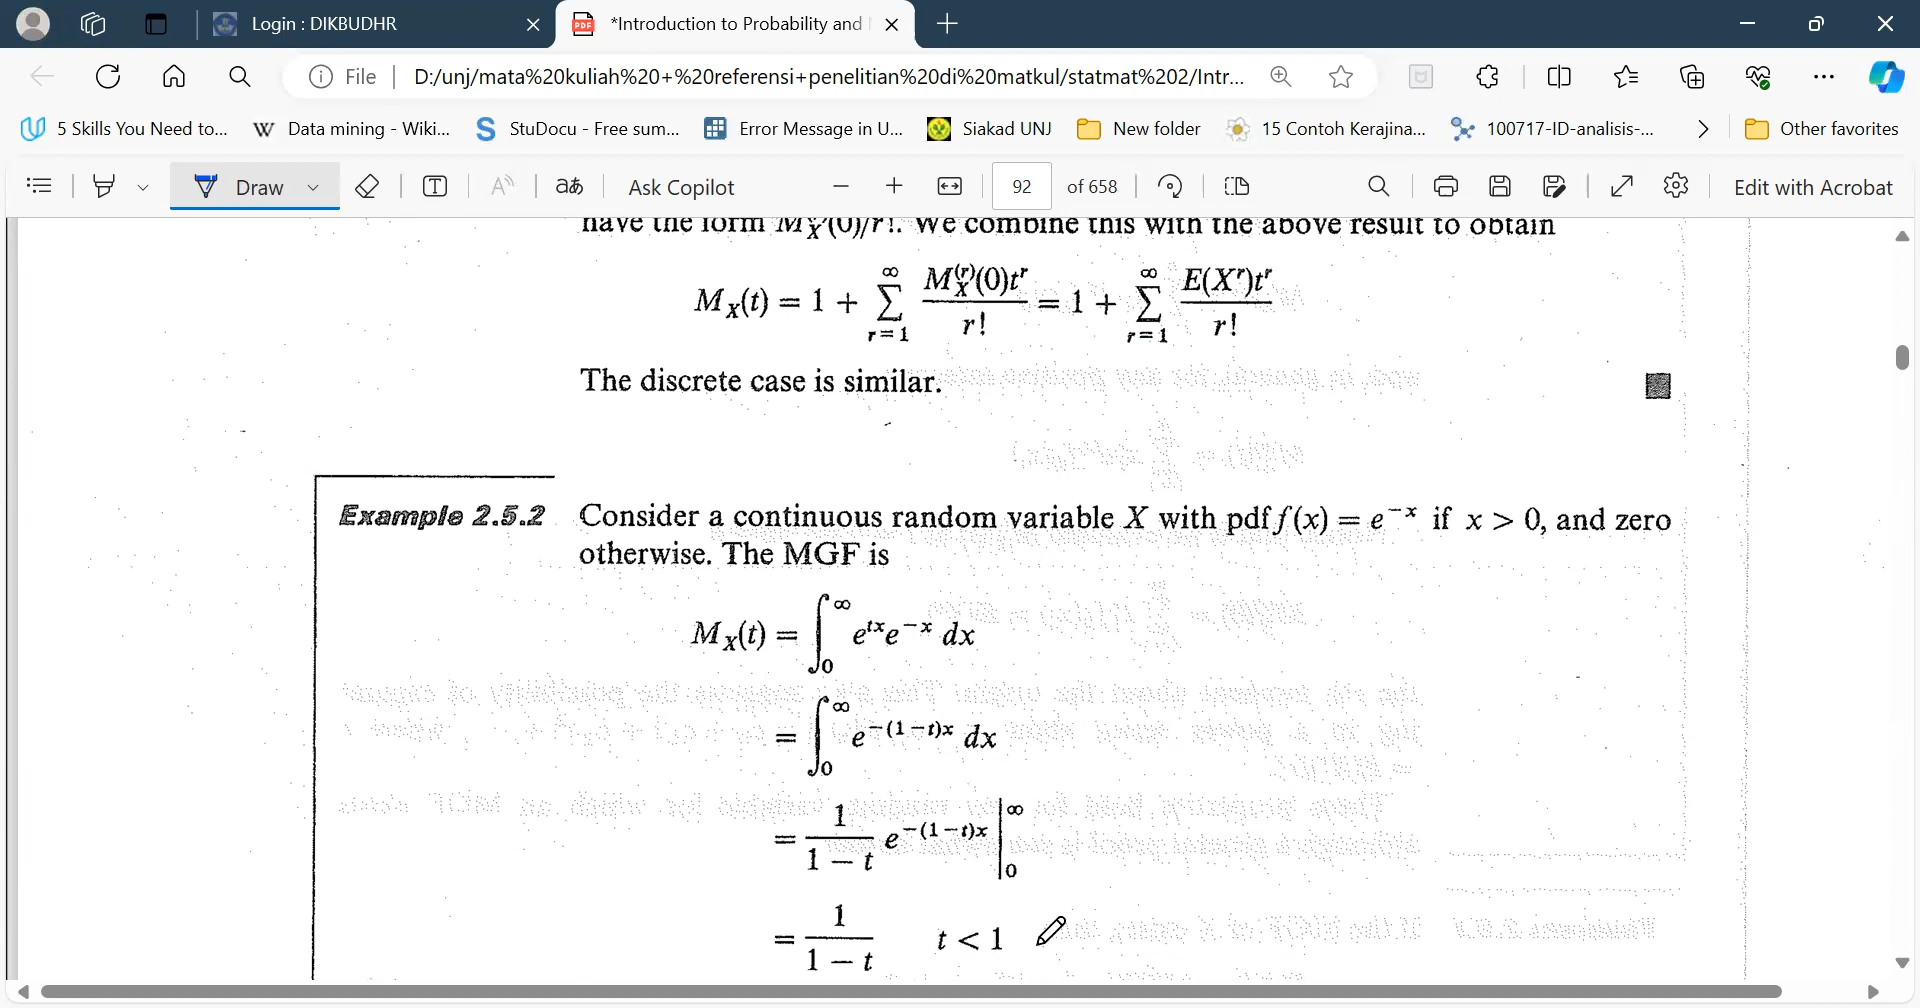 Login : DIKBUDHR
*Introduction to Probability and
File D:/unj/mata%20kuliah%20+%20referensi+penelitian%20di%20matkul/statmat%202/Intr...
5 Skills You Need to... Data mining - Wiki... StuDocu - Free sum... Error Message in U... Siakad UNJ New folder 15 Contoh Kerajina... 100717-ID-analisis-... Other favorites
Draw aあ Ask Copilot 92 of 658 Edit with Acrobat
have the form M_X^(r)(0)/r!. We combine this with the above result to obtain
M_X(t) = 1 + ∑_{r=1}^∞ M_X^(r)(0)t^r / r! = 1 + ∑_{r=1}^∞ E(X^r)t^r / r!
The discrete case is similar.
Example 2.5.2 Consider a continuous random variable X with pdf f(x) = e^{-x} if x > 0, and zero
otherwise. The MGF is
M_X(t) = ∫_0^∞ e^{tx}e^{-x} dx
= ∫_0^∞ e^{-(1-t)x} dx
= 1/(1 - t) e^{-(1-t)x} |_0^∞
= 1/(1 - t) t < 1